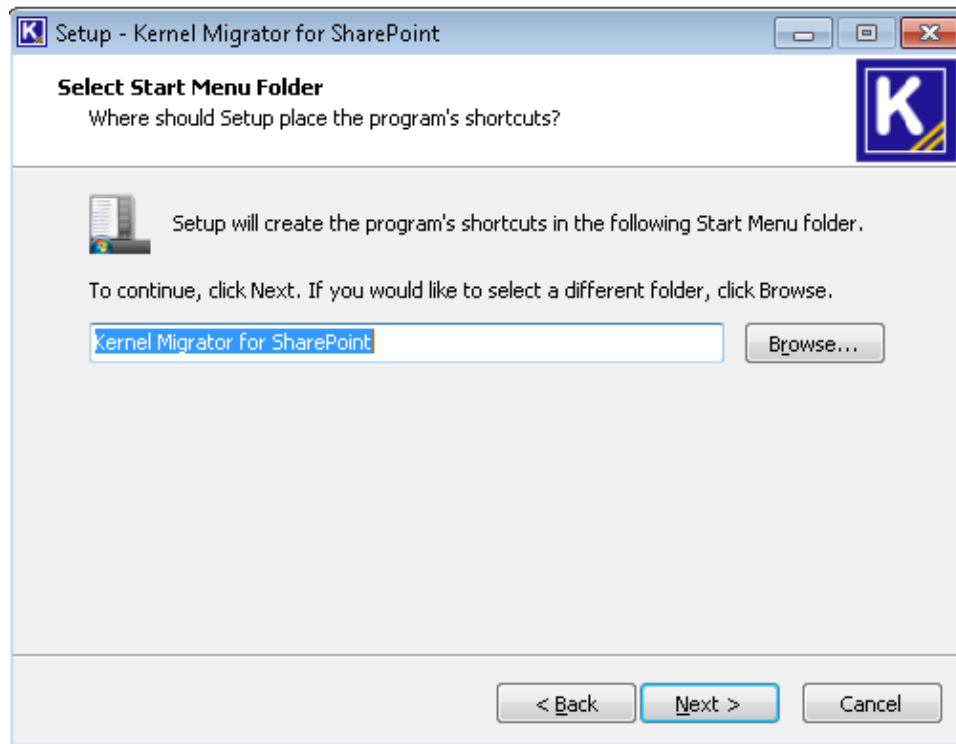 Setup - Kernel Migrator for SharePoint
Select Start Menu Folder
Where should Setup place the program's shortcuts?
K
Setup will create the program's shortcuts in the following Start Menu folder.
To continue, click Next. If you would like to select a different folder, click Browse.
Kernel Migrator for SharePoint
Browse...
< Back
Next >
Cancel